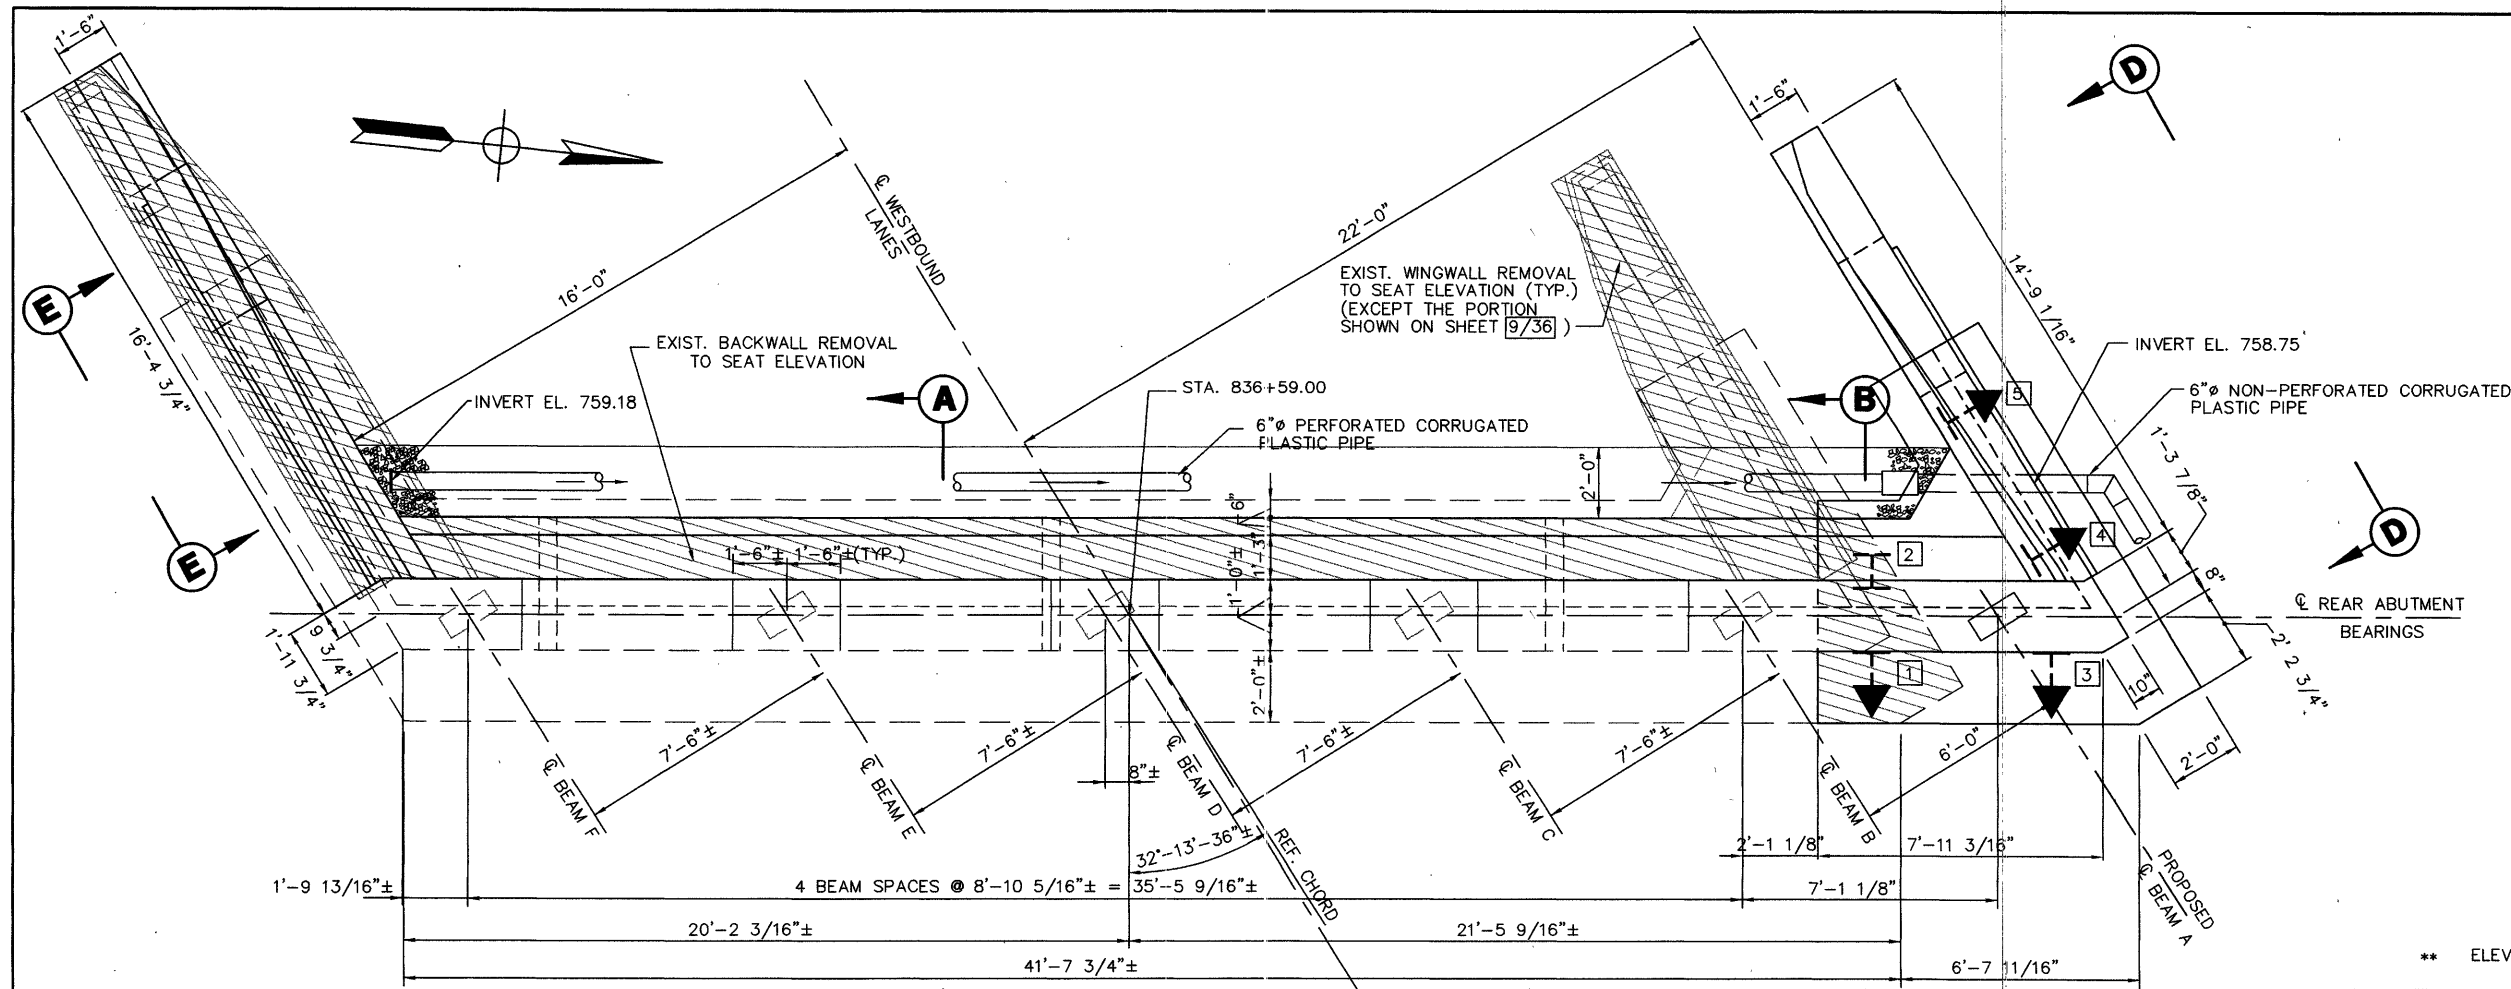 1'-6"
D
1'-6"
℄ WESTBOUND
LANES
22'-0"
16'-0"
EXIST. WINGWALL REMOVAL
TO SEAT ELEVATION (TYP.)
(EXCEPT THE PORTION
SHOWN ON SHEET 9/36 )
14'-9 1/16"
E
16'-4 3/4"
EXIST. BACKWALL REMOVAL
TO SEAT ELEVATION
INVERT EL. 758.75
INVERT EL. 759.18
A
STA. 836+59.00
B
5
6"ø NON-PERFORATED CORRUGATED
PLASTIC PIPE
6"ø PERFORATED CORRUGATED
PLASTIC PIPE
1'-3 7/8"
2'-0"
6"
D
E
1'-6"± 1'-6"±(TYP.)
1'-3"
1'-0"±
2
4
8"
℄ REAR ABUTMENT
BEARINGS
9 3/4"
1'-11 3/4"
2'-0"±
1
3
10"
2' 2 3/4"
7'-6"±
7'-6"±
7'-6"±
7'-6"±
6'-0"
2'-0"
8"±
℄ BEAM F
℄ BEAM E
℄ BEAM D
℄ BEAM C
℄ BEAM B
PROPOSED
℄ BEAM A
32°-13'-36"±
REF. CHORD
2'-1 1/8"
7'-11 3/16"
1'-9 13/16"±
4 BEAM SPACES @ 8'-10 5/16"± = 35'-5 9/16"±
7'-1 1/8"
20'-2 3/16"±
21'-5 9/16"±
41'-7 3/4"±
6'-7 11/16"
** ELEV